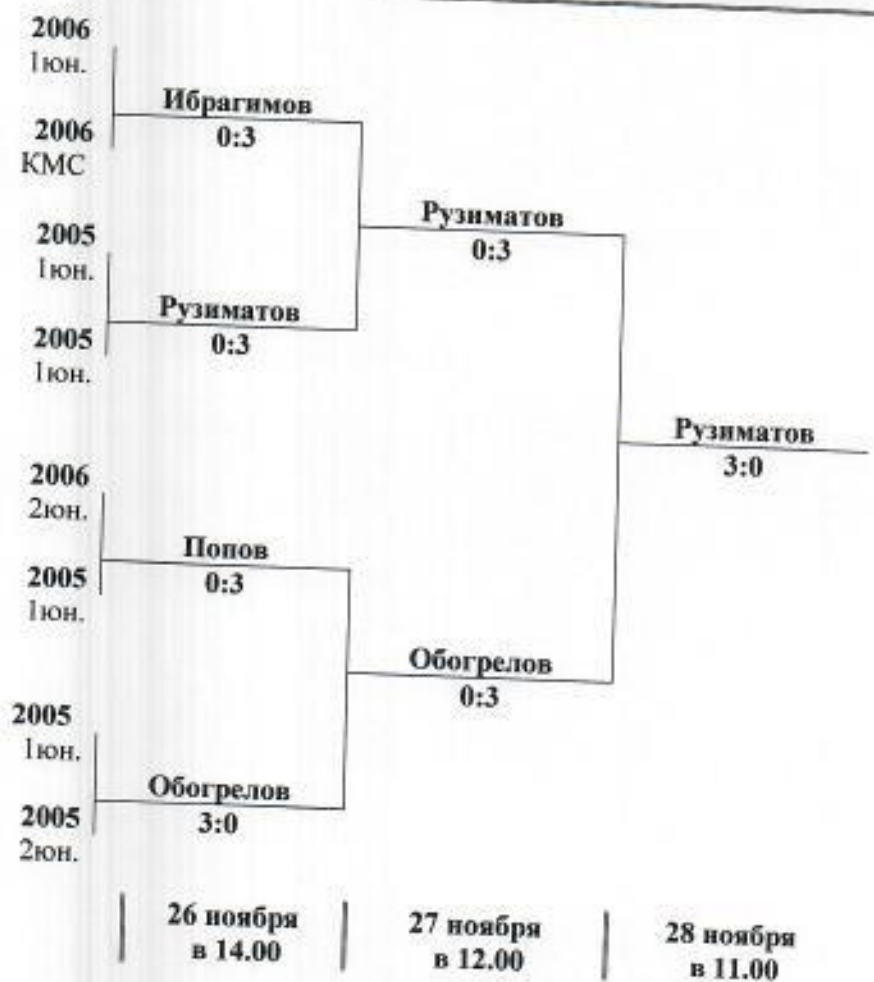 2006
1юн.
Ибрагимов
0:3
2006
КМС
Рузиматов
0:3
2005
1юн.
Рузиматов
0:3
2005
1юн.
Рузиматов
3:0
2006
2юн.
Попов
0:3
2005
1юн.
Обогрелов
0:3
2005
1юн.
Обогрелов
3:0
2005
2юн.
26 ноября
в 14.00
27 ноября
в 12.00
28 ноября
в 11.00